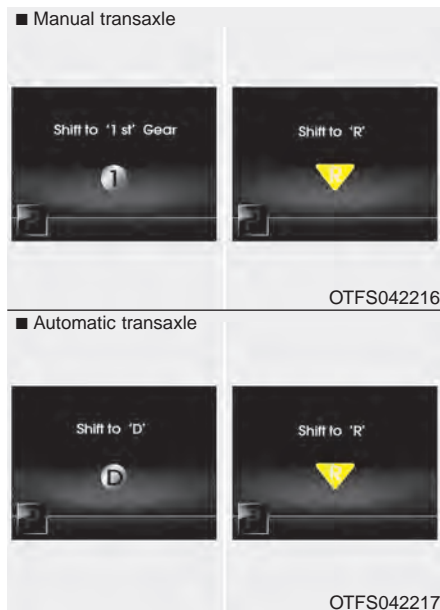 ■ Manual transaxle
Shift to '1 st' Gear
1
Shift to 'R'
R
OTFS042216
■ Automatic transaxle
Shift to 'D'
D
Shift to 'R'
R
OTFS042217